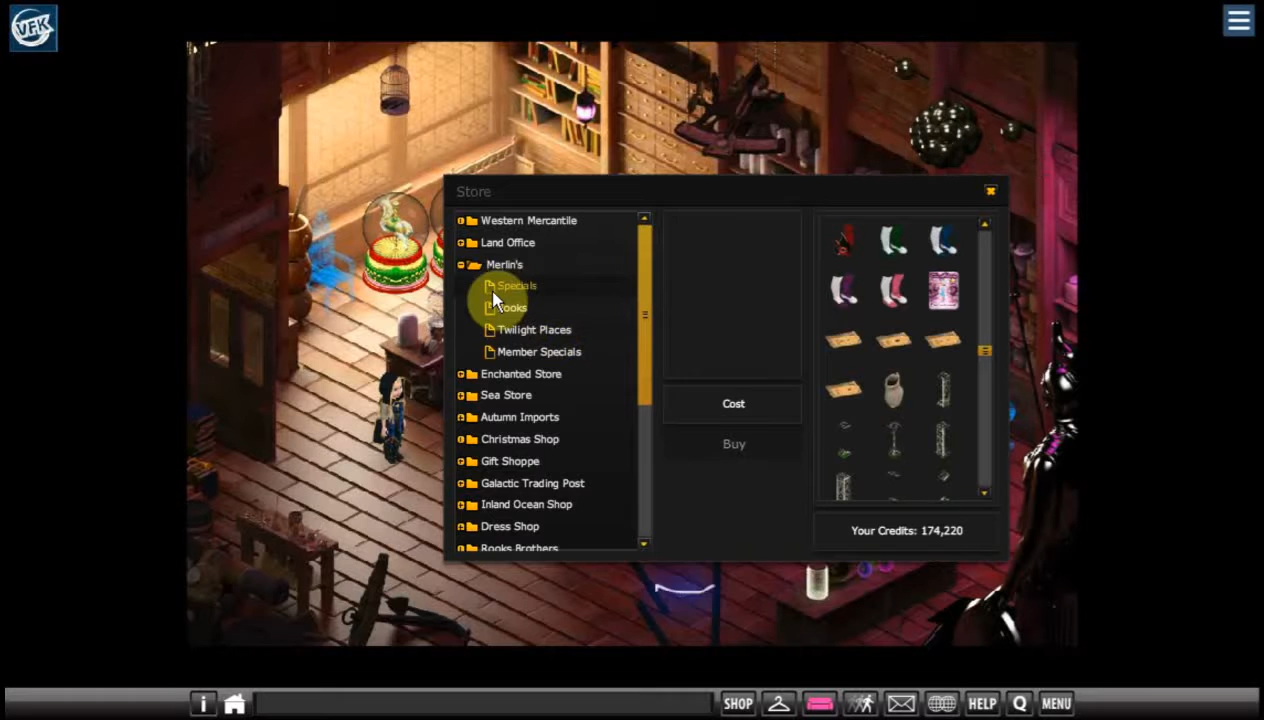 VFK
Store
Western Mercantile
Land Office
Merlin's
Specials
Twilight Places
Member Specials
Enchanted Store
Sea Store
Autumn Imports
Christmas Shop
Gift Shoppe
Galactic Trading Post
Inland Ocean Shop
Dress Shop
Rooks Brothers
Cost
Buy
Your Credits: 174,220
i
SHOP
HELP
Q
MENU